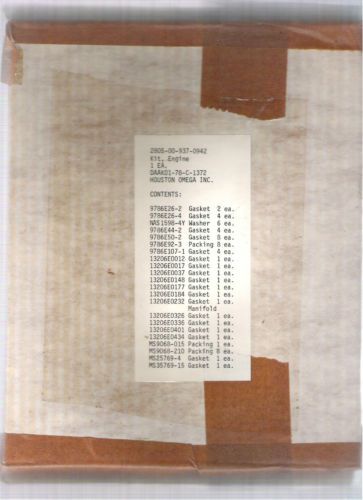 2805-00-937-0942
Kit, Engine
1 EA.
DAAK01-78-C-1372
HOUSTON OMEGA INC.
CONTENTS:
9786E26-2 Gasket 2 ea.
9786E26-4 Gasket 4 ea.
NAS1598-4Y Washer 6 ea.
9786E44-2 Gasket 4 ea.
9786E50-2 Gasket 8 ea.
9786E92-3 Packing 8 ea.
9786E107-1 Gasket 4 ea.
13206E0012 Gasket 1 ea.
13206E0017 Gasket 1 ea.
13206E0037 Gasket 1 ea.
13206E0148 Gasket 1 ea.
13206E0177 Gasket 1 ea.
13206E0184 Gasket 1 ea.
13206E0232 Gasket 1 ea.
Manifold
13206E0326 Gasket 1 ea.
13206E0336 Gasket 1 ea.
13206E0401 Gasket 1 ea.
13206E0434 Gasket 1 ea.
MS9068-015 Packing 1 ea.
MS9068-210 Packing 8 ea.
MS25769-4 Gasket 1 ea.
MS35769-15 Gasket 1 ea.